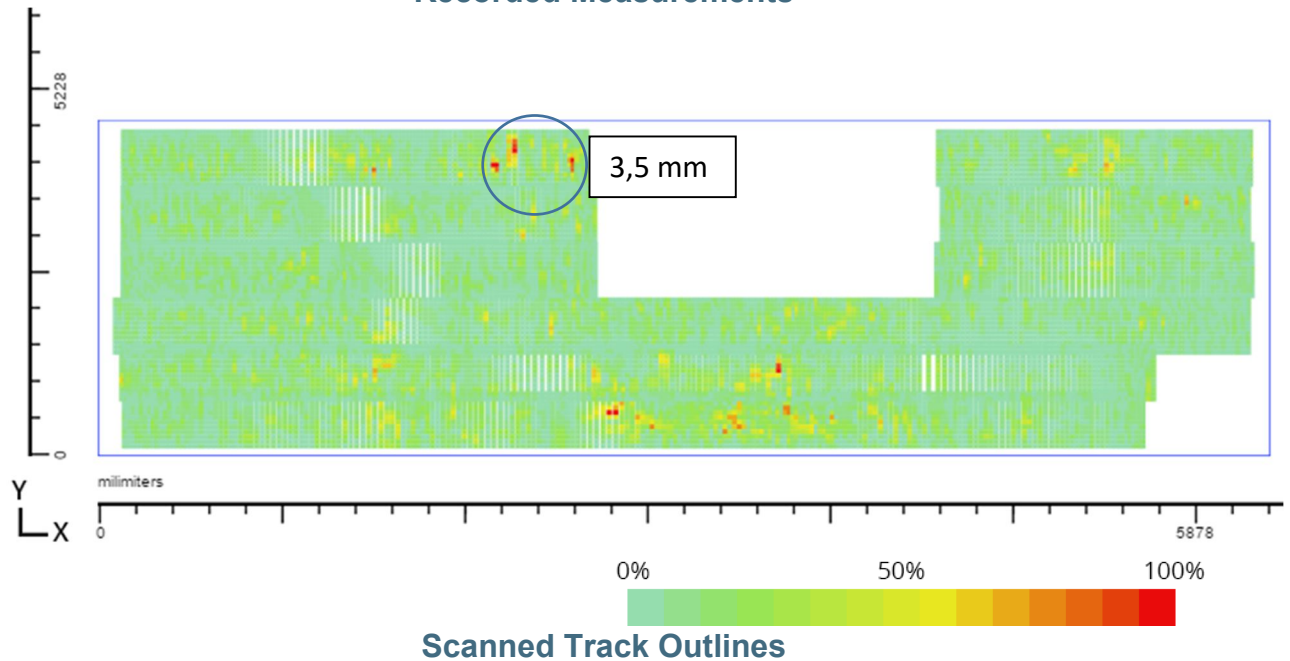 Recorded Measurements
5228
3,5 mm
0
milimiters
Y
X
0
5878
0%
50%
100%
Scanned Track Outlines